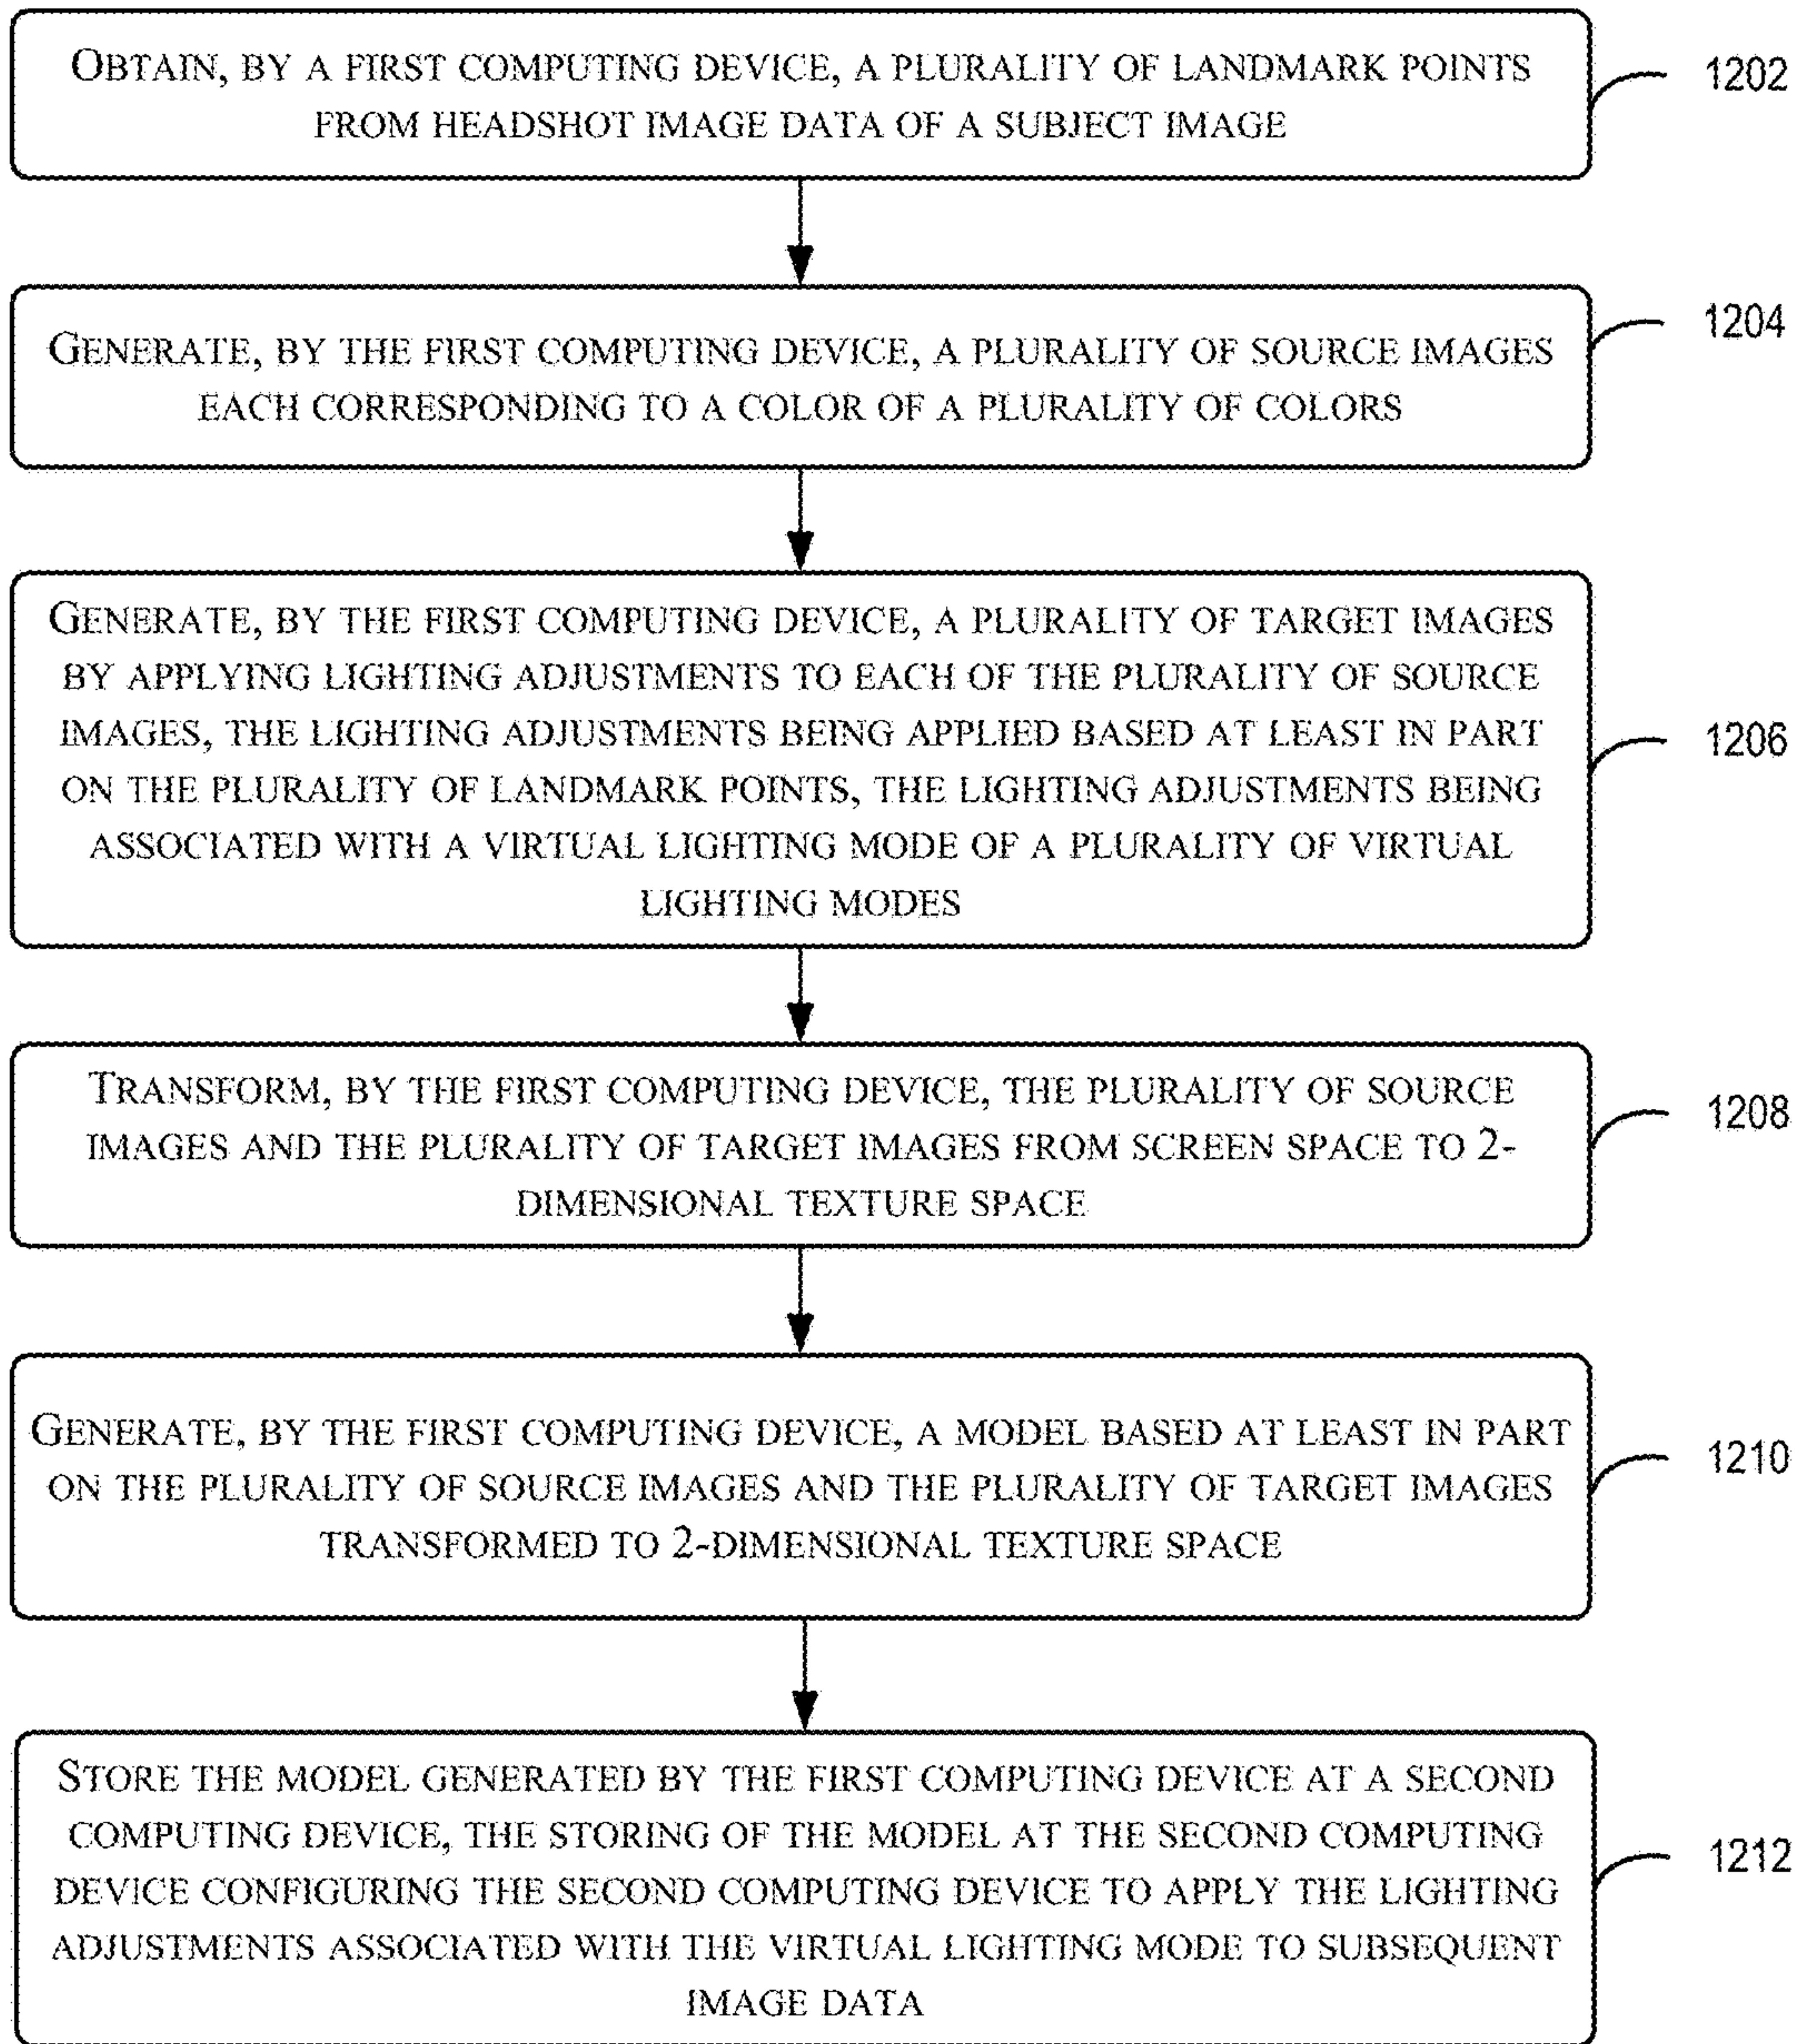 OBTAIN, BY A FIRST COMPUTING DEVICE, A PLURALITY OF LANDMARK POINTS
FROM HEADSHOT IMAGE DATA OF A SUBJECT IMAGE
1202
GENERATE, BY THE FIRST COMPUTING DEVICE, A PLURALITY OF SOURCE IMAGES
EACH CORRESPONDING TO A COLOR OF A PLURALITY OF COLORS
1204
GENERATE, BY THE FIRST COMPUTING DEVICE, A PLURALITY OF TARGET IMAGES
BY APPLYING LIGHTING ADJUSTMENTS TO EACH OF THE PLURALITY OF SOURCE
IMAGES, THE LIGHTING ADJUSTMENTS BEING APPLIED BASED AT LEAST IN PART
ON THE PLURALITY OF LANDMARK POINTS, THE LIGHTING ADJUSTMENTS BEING
ASSOCIATED WITH A VIRTUAL LIGHTING MODE OF A PLURALITY OF VIRTUAL
LIGHTING MODES
1206
TRANSFORM, BY THE FIRST COMPUTING DEVICE, THE PLURALITY OF SOURCE
IMAGES AND THE PLURALITY OF TARGET IMAGES FROM SCREEN SPACE TO 2-
DIMENSIONAL TEXTURE SPACE
1208
GENERATE, BY THE FIRST COMPUTING DEVICE, A MODEL BASED AT LEAST IN PART
ON THE PLURALITY OF SOURCE IMAGES AND THE PLURALITY OF TARGET IMAGES
TRANSFORMED TO 2-DIMENSIONAL TEXTURE SPACE
1210
STORE THE MODEL GENERATED BY THE FIRST COMPUTING DEVICE AT A SECOND
COMPUTING DEVICE, THE STORING OF THE MODEL AT THE SECOND COMPUTING
DEVICE CONFIGURING THE SECOND COMPUTING DEVICE TO APPLY THE LIGHTING
ADJUSTMENTS ASSOCIATED WITH THE VIRTUAL LIGHTING MODE TO SUBSEQUENT
IMAGE DATA
1212